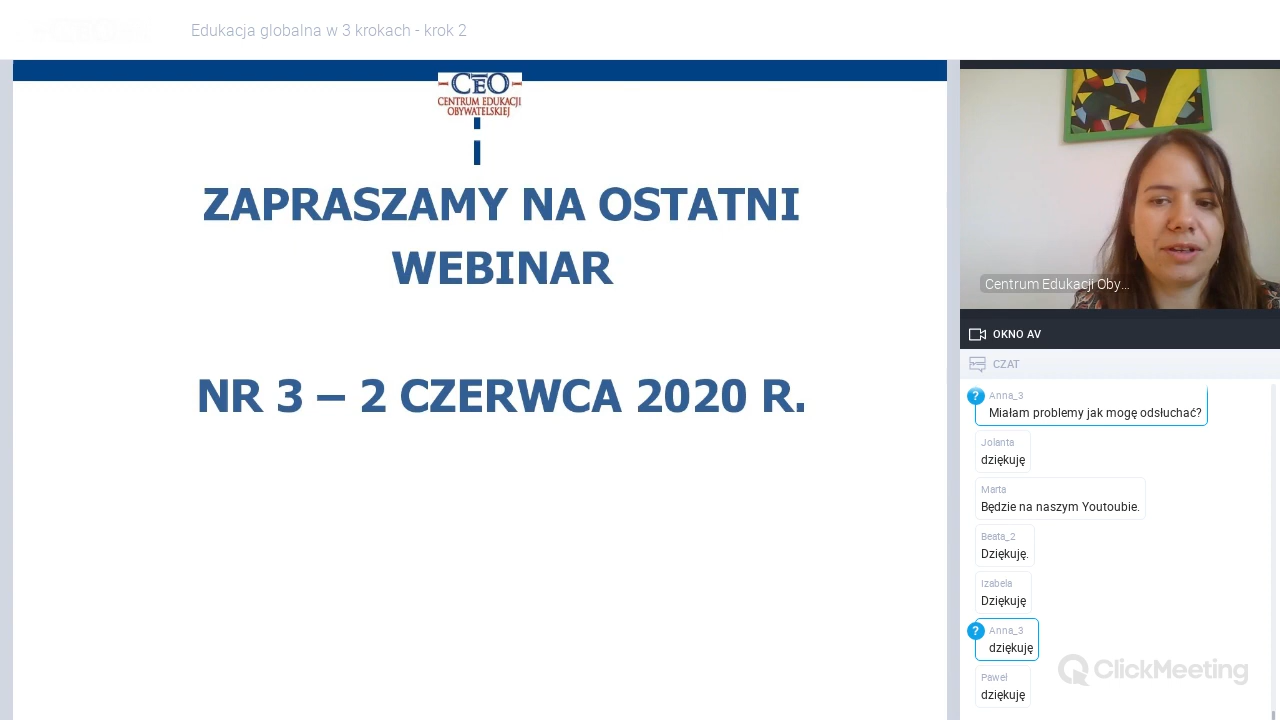 Edukacja globalna w 3 krokach - krok 2
CEO
CENTRUM EDUKACJI
OBYWATELSKIEJ
ZAPRASZAMY NA OSTATNI
WEBINAR
NR 3 – 2 CZERWCA 2020 R.
Centrum Edukacji Oby...
OKNO AV
CZAT
?
Anna_3
Miałam problemy jak mogę odsłuchać?
Jolanta
dziękuję
Marta
Będzie na naszym Youtoubie.
Beata_2
Dziękuję.
Izabela
Dziękuję
?
Anna_3
dziękuję
Paweł
dziękuję
ClickMeeting